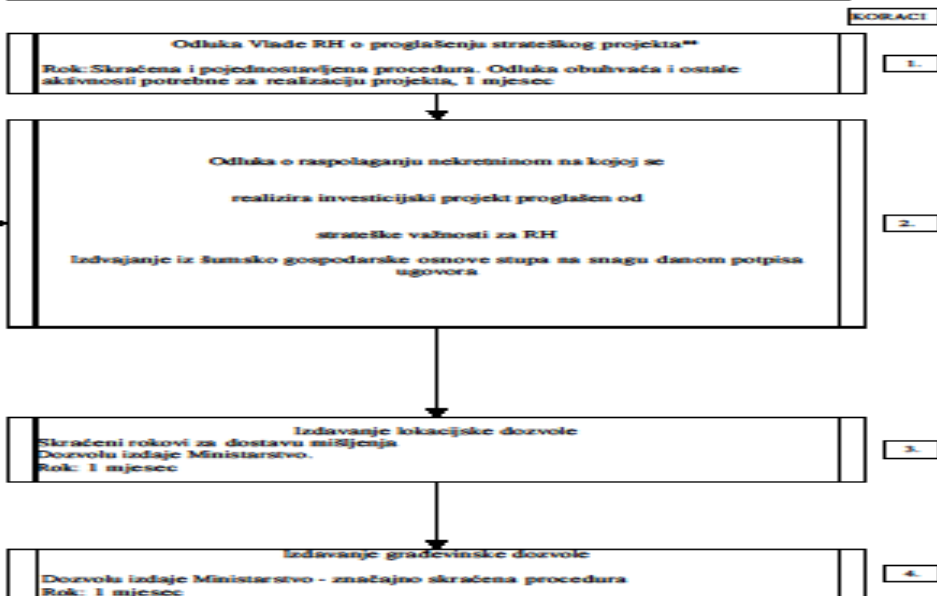 KORACI
Odluka Vlade RH o proglašenju strateškog projekta**
Rok: Skraćena i pojednostavljena procedura. Odluka obuhvaća i ostale
aktivnosti potrebne za realizaciju projekta, 1 mjesec
1.
Odluka o raspolaganju nekretninom na kojoj se
realizira investicijski projekt proglašen od
strateške važnosti za RH
Izdvajanje iz šumsko gospodarske osnove stupa na snagu danom potpisa
ugovora
2.
Izdavanje lokacijske dozvole
Skraćeni rokovi za dostavu mišljenja
Dozvolu izdaje Ministarstvo.
Rok: 1 mjesec
3.
Izdavanje građevinske dozvole
Dozvolu izdaje Ministarstvo - značajno skraćena procedura
Rok: 1 mjesec
4.